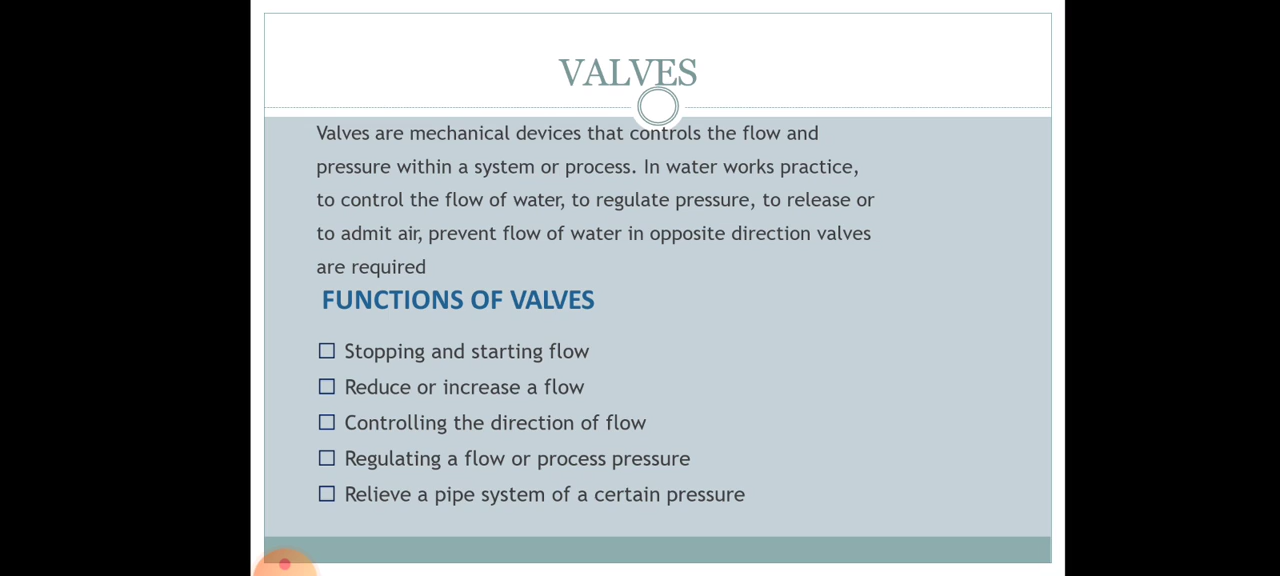 VALVES
Valves are mechanical devices that controls the flow and
pressure within a system or process. In water works practice,
to control the flow of water, to regulate pressure, to release or
to admit air, prevent flow of water in opposite direction valves
are required
FUNCTIONS OF VALVES
☐ Stopping and starting flow
☐ Reduce or increase a flow
☐ Controlling the direction of flow
☐ Regulating a flow or process pressure
☐ Relieve a pipe system of a certain pressure